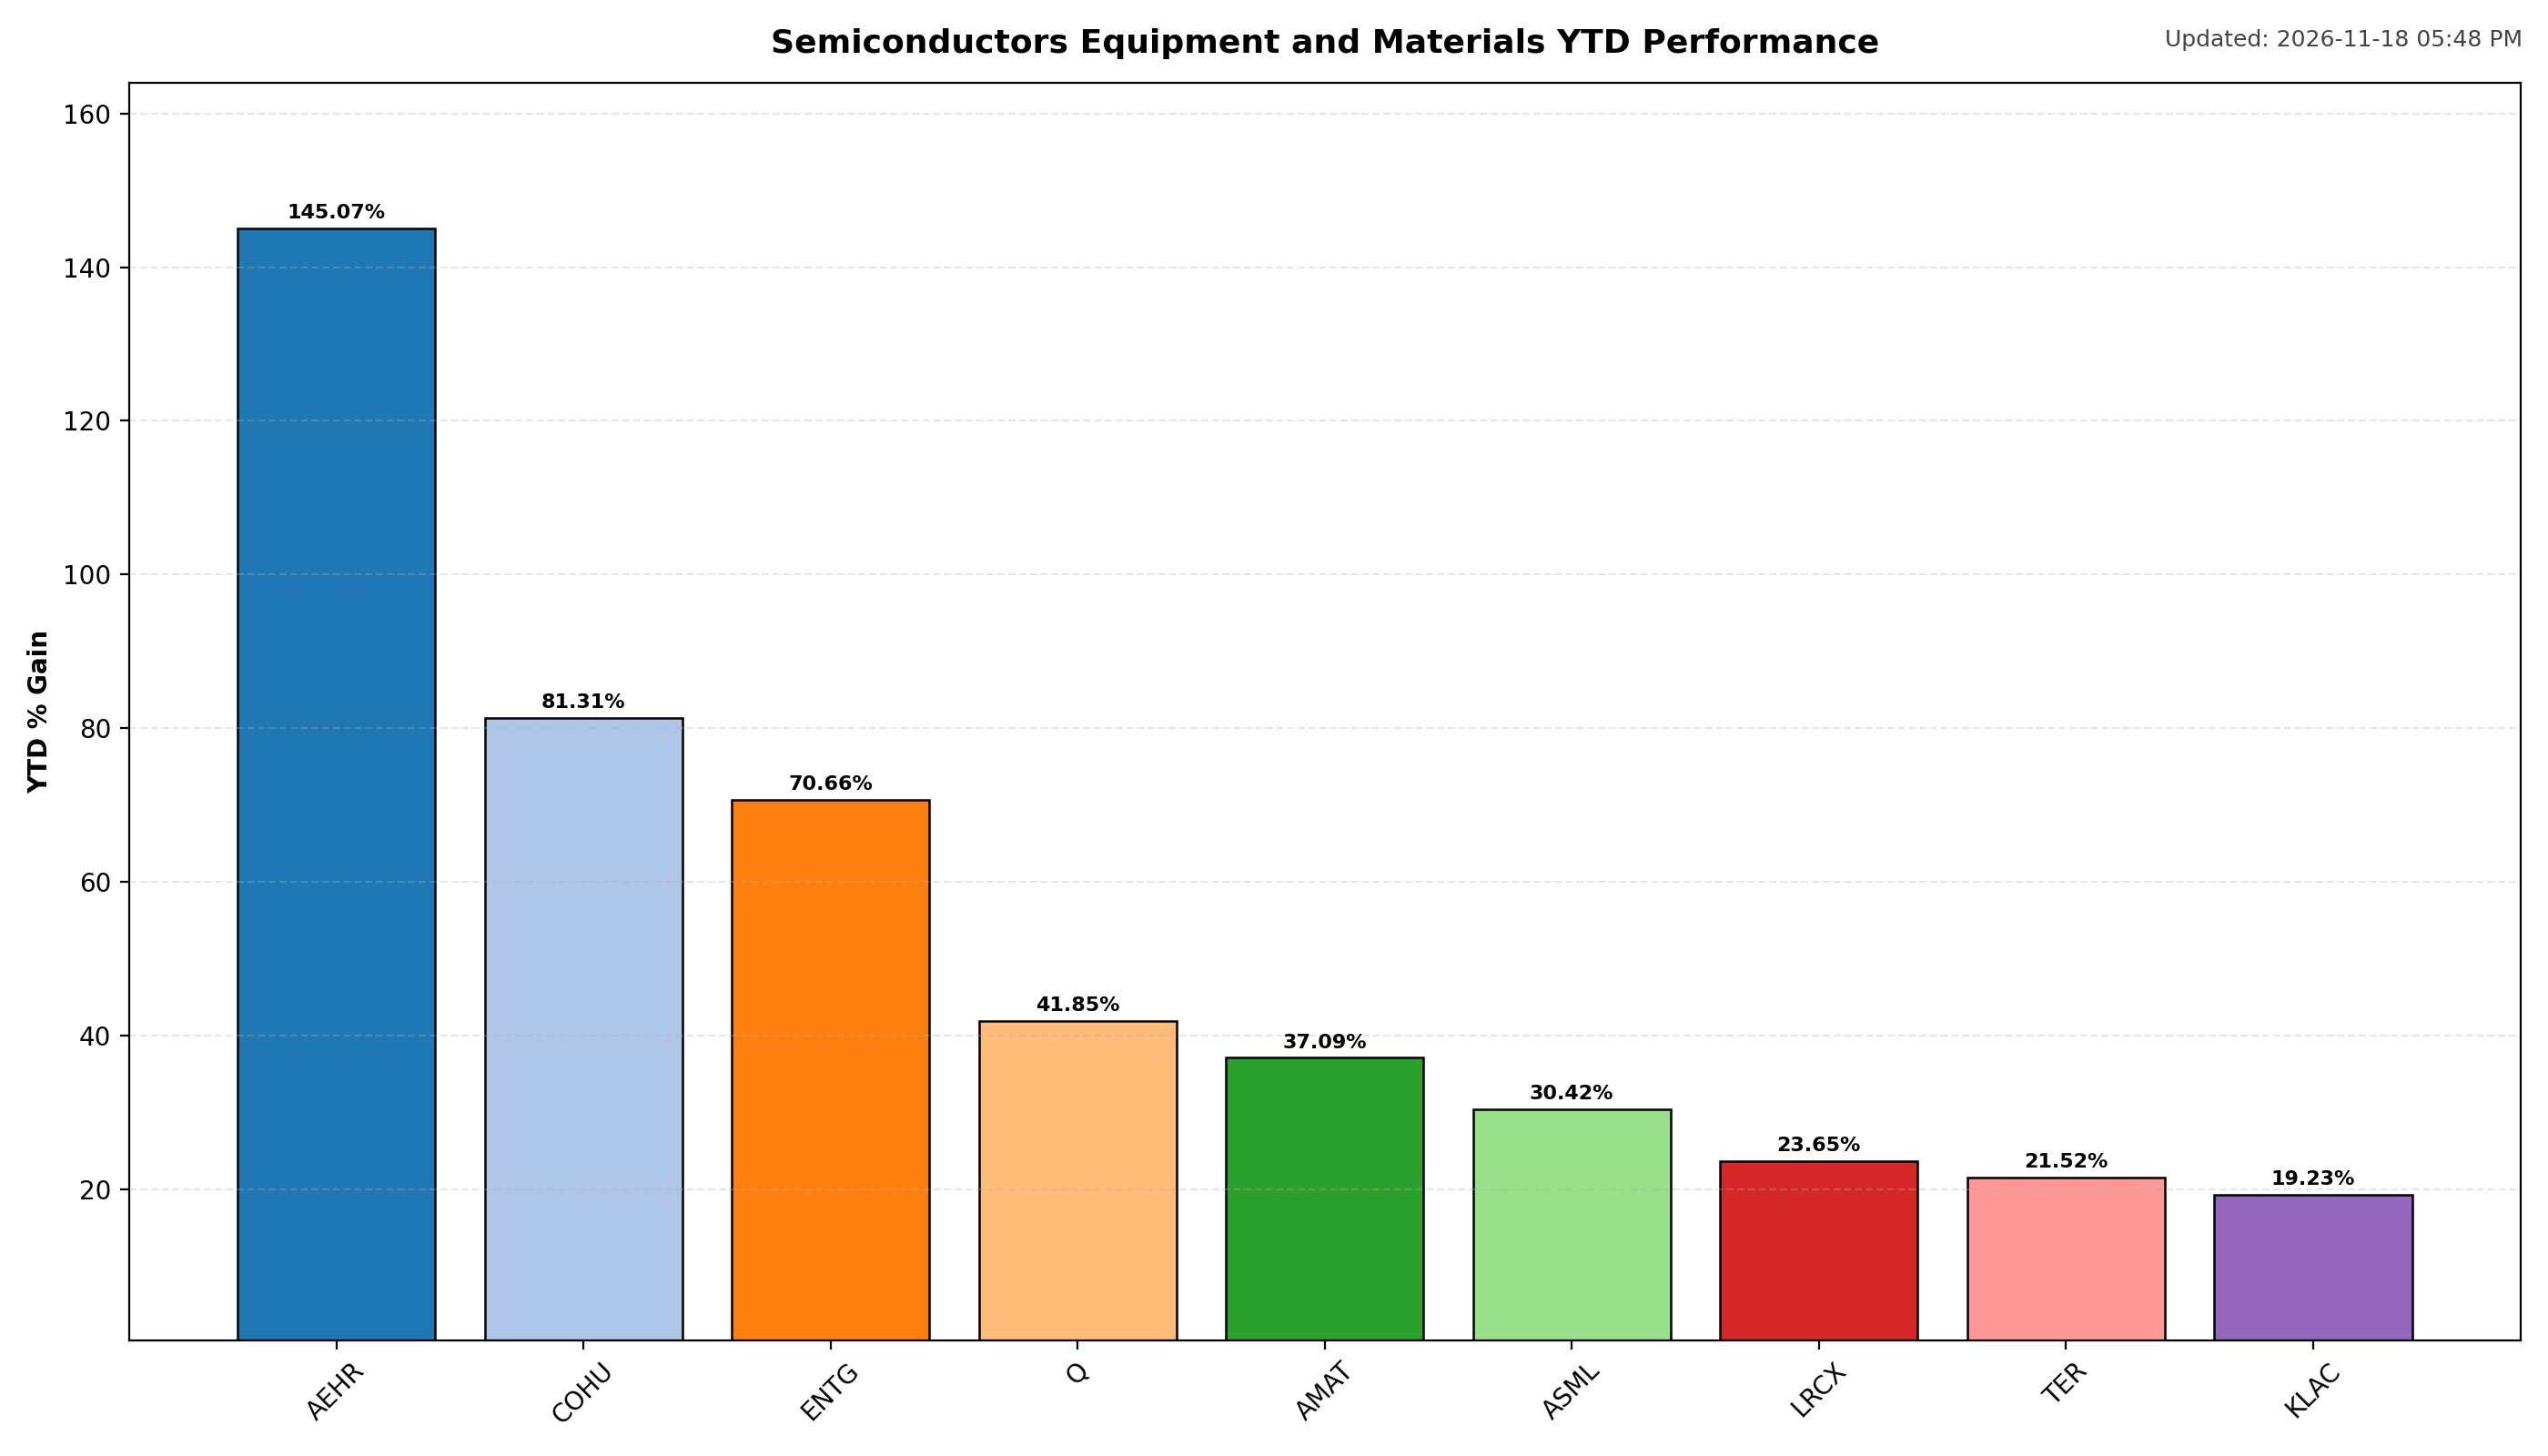 Semiconductors Equipment and Materials YTD Performance
Updated: 2026-11-18 05:48 PM
YTD % Gain
160
140
120
100
80
60
40
20
145.07%
81.31%
70.66%
41.85%
37.09%
30.42%
23.65%
21.52%
19.23%
AEHR
COHU
ENTG
Q
AMAT
ASML
LRCX
TER
KLAC